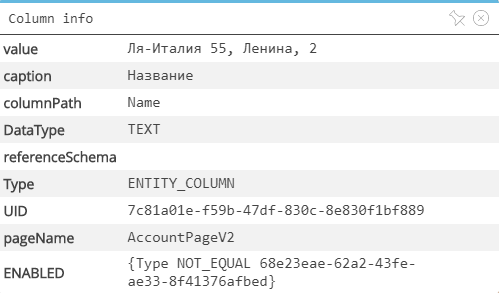 Column info
value Ля-Италия 55, Ленина, 2
caption Название
columnPath Name
DataType TEXT
referenceSchema
Type ENTITY_COLUMN
UID 7c81a01e-f59b-47df-830c-8e830f1bf889
pageName AccountPageV2
ENABLED {Type NOT_EQUAL 68e23eae-62a2-43fe-
ae33-8f41376afbed}